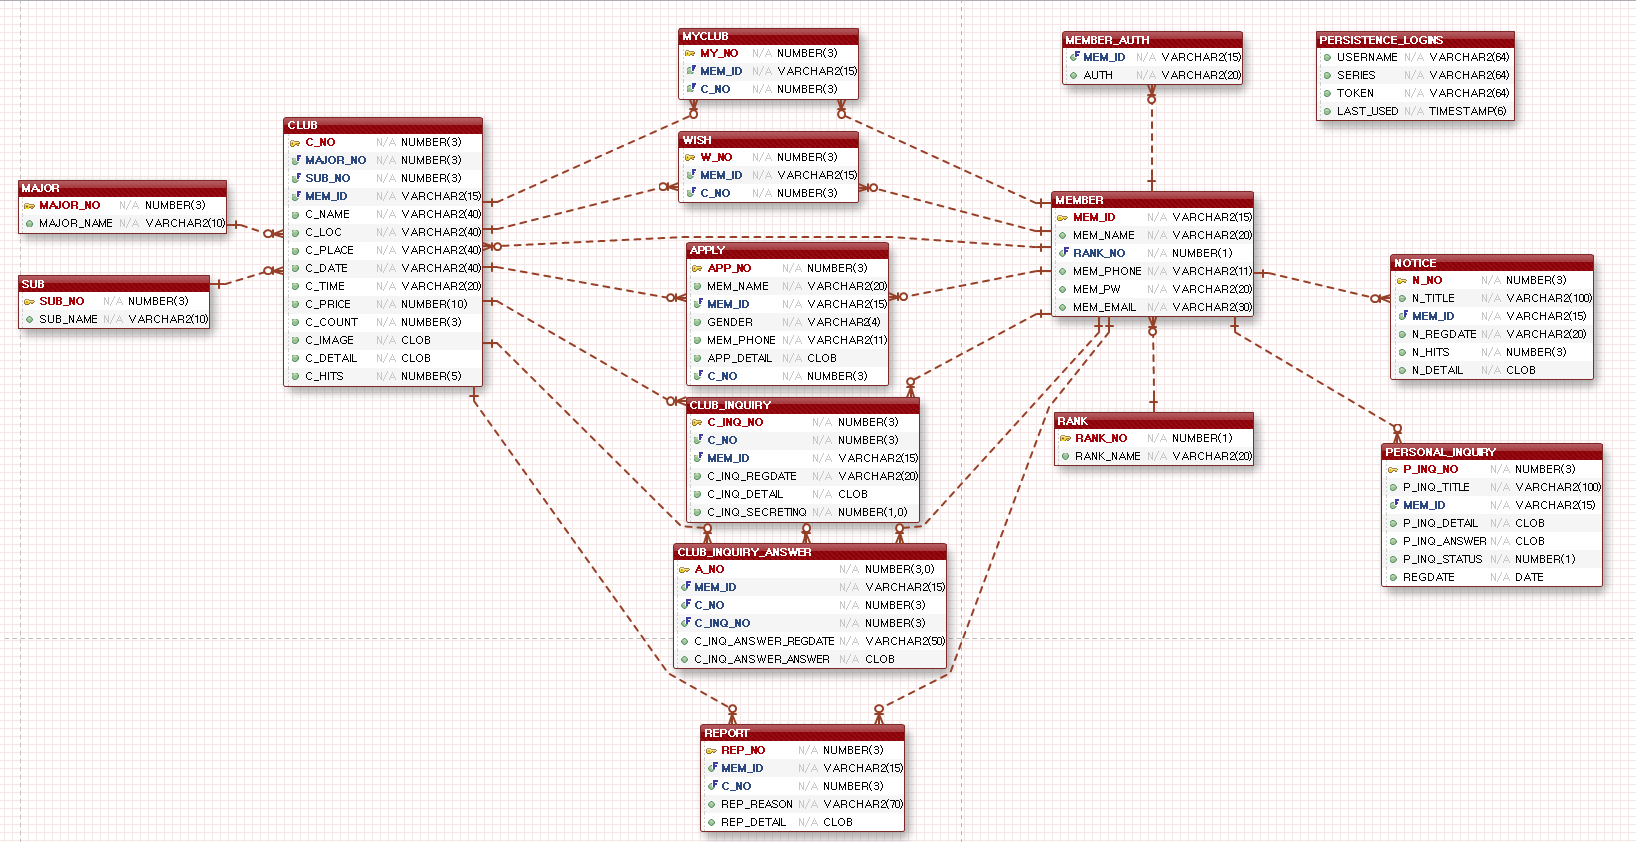 MYCLUB
MY_NO N/A NUMBER(3)
MEM_ID N/A VARCHAR2(15)
C_NO N/A NUMBER(3)
MEMBER_AUTH
MEM_ID N/A VARCHAR2(15)
AUTH N/A VARCHAR2(20)
PERSISTENCE_LOGINS
USERNAME N/A VARCHAR2(64)
SERIES N/A VARCHAR2(64)
TOKEN N/A VARCHAR2(64)
LAST_USED N/A TIMESTAMP(6)
CLUB
C_NO N/A NUMBER(3)
MAJOR_NO N/A NUMBER(3)
SUB_NO N/A NUMBER(3)
MEM_ID N/A VARCHAR2(15)
C_NAME N/A VARCHAR2(40)
C_LOC N/A VARCHAR2(40)
C_PLACE N/A VARCHAR2(40)
C_DATE N/A VARCHAR2(40)
C_TIME N/A VARCHAR2(20)
C_PRICE N/A NUMBER(10)
C_COUNT N/A NUMBER(3)
C_IMAGE N/A CLOB
C_DETAIL N/A CLOB
C_HITS N/A NUMBER(5)
WISH
W_NO N/A NUMBER(3)
MEM_ID N/A VARCHAR2(15)
C_NO N/A NUMBER(3)
MAJOR
MAJOR_NO N/A NUMBER(3)
MAJOR_NAME N/A VARCHAR2(10)
SUB
SUB_NO N/A NUMBER(3)
SUB_NAME N/A VARCHAR2(10)
MEMBER
MEM_ID N/A VARCHAR2(15)
MEM_NAME N/A VARCHAR2(20)
RANK_NO N/A NUMBER(1)
MEM_PHONE N/A VARCHAR2(11)
MEM_PW N/A VARCHAR2(20)
MEM_EMAIL N/A VARCHAR2(30)
APPLY
APP_NO N/A NUMBER(3)
MEM_NAME N/A VARCHAR2(20)
MEM_ID N/A VARCHAR2(15)
GENDER N/A VARCHAR2(4)
MEM_PHONE N/A VARCHAR2(11)
APP_DETAIL N/A CLOB
C_NO N/A NUMBER(3)
NOTICE
N_NO N/A NUMBER(3)
N_TITLE N/A VARCHAR2(100)
MEM_ID N/A VARCHAR2(15)
N_REGDATE N/A VARCHAR2(20)
N_HITS N/A NUMBER(3)
N_DETAIL N/A CLOB
CLUB_INQUIRY
C_INQ_NO N/A NUMBER(3)
C_NO N/A NUMBER(3)
MEM_ID N/A VARCHAR2(15)
C_INQ_REGDATE N/A VARCHAR2(20)
C_INQ_DETAIL N/A CLOB
C_INQ_SECRETINQ N/A NUMBER(1,0)
RANK
RANK_NO N/A NUMBER(1)
RANK_NAME N/A VARCHAR2(20)
PERSONAL_INQUIRY
P_INQ_NO N/A NUMBER(3)
P_INQ_TITLE N/A VARCHAR2(100)
MEM_ID N/A VARCHAR2(15)
P_INQ_DETAIL N/A CLOB
P_INQ_ANSWER N/A CLOB
P_INQ_STATUS N/A NUMBER(1)
REGDATE N/A DATE
CLUB_INQUIRY_ANSWER
A_NO N/A NUMBER(3,0)
MEM_ID N/A VARCHAR2(15)
C_NO N/A NUMBER(3)
C_INQ_NO N/A NUMBER(3)
C_INQ_ANSWER_REGDATE N/A VARCHAR2(50)
C_INQ_ANSWER_ANSWER N/A CLOB
REPORT
REP_NO N/A NUMBER(3)
MEM_ID N/A VARCHAR2(15)
C_NO N/A NUMBER(3)
REP_REASON N/A VARCHAR2(70)
REP_DETAIL N/A CLOB